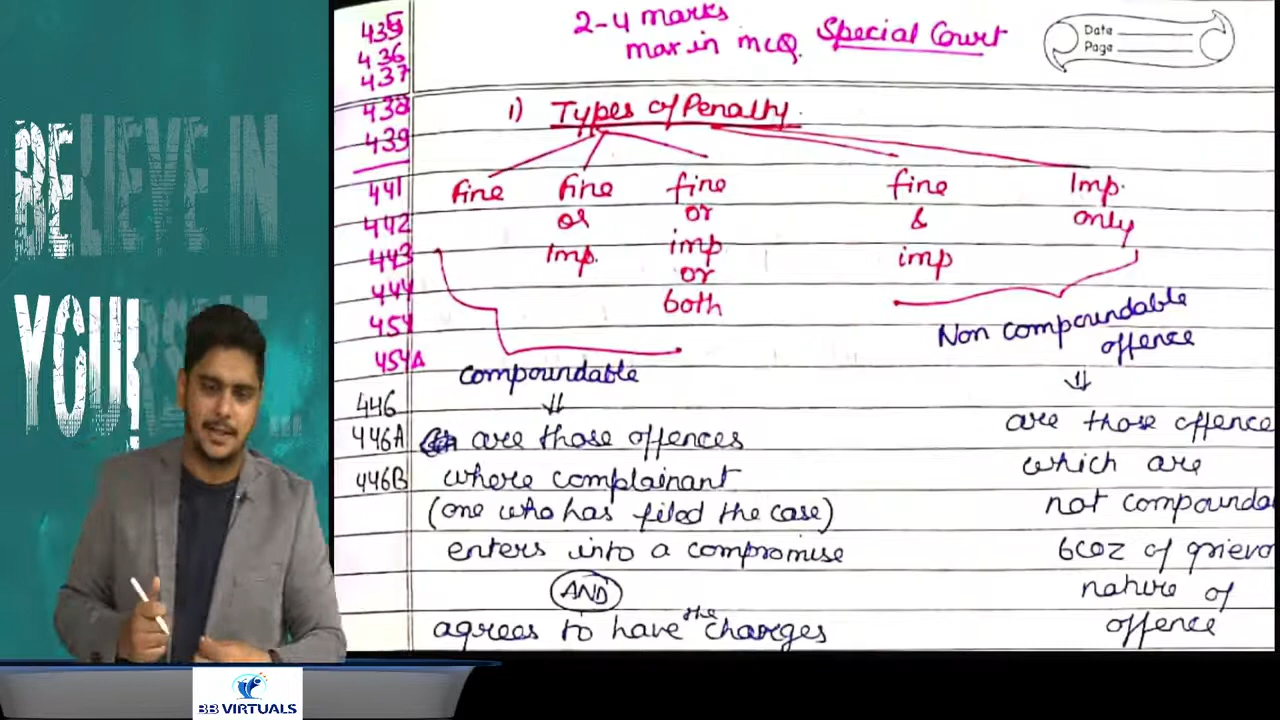 BELIEVE IN
YOUR
435
436
437
438
439
441
442
443
444
454
454A
446
446A
446B
2-4 marks
max in mcq.
Special Court
Date
Page
1) Types of Penalty
fine
fine
or
Imp.
fine
or
imp
or
both
fine
&
imp
Imp.
only
compoundable
are those offences
where complainant
(one who has filed the case)
enters into a compromise
AND
agrees to have the charges
Non compoundable
offence
are those offence
which are
not compounda
bcoz of grievo
nature of
offence
BB VIRTUALS